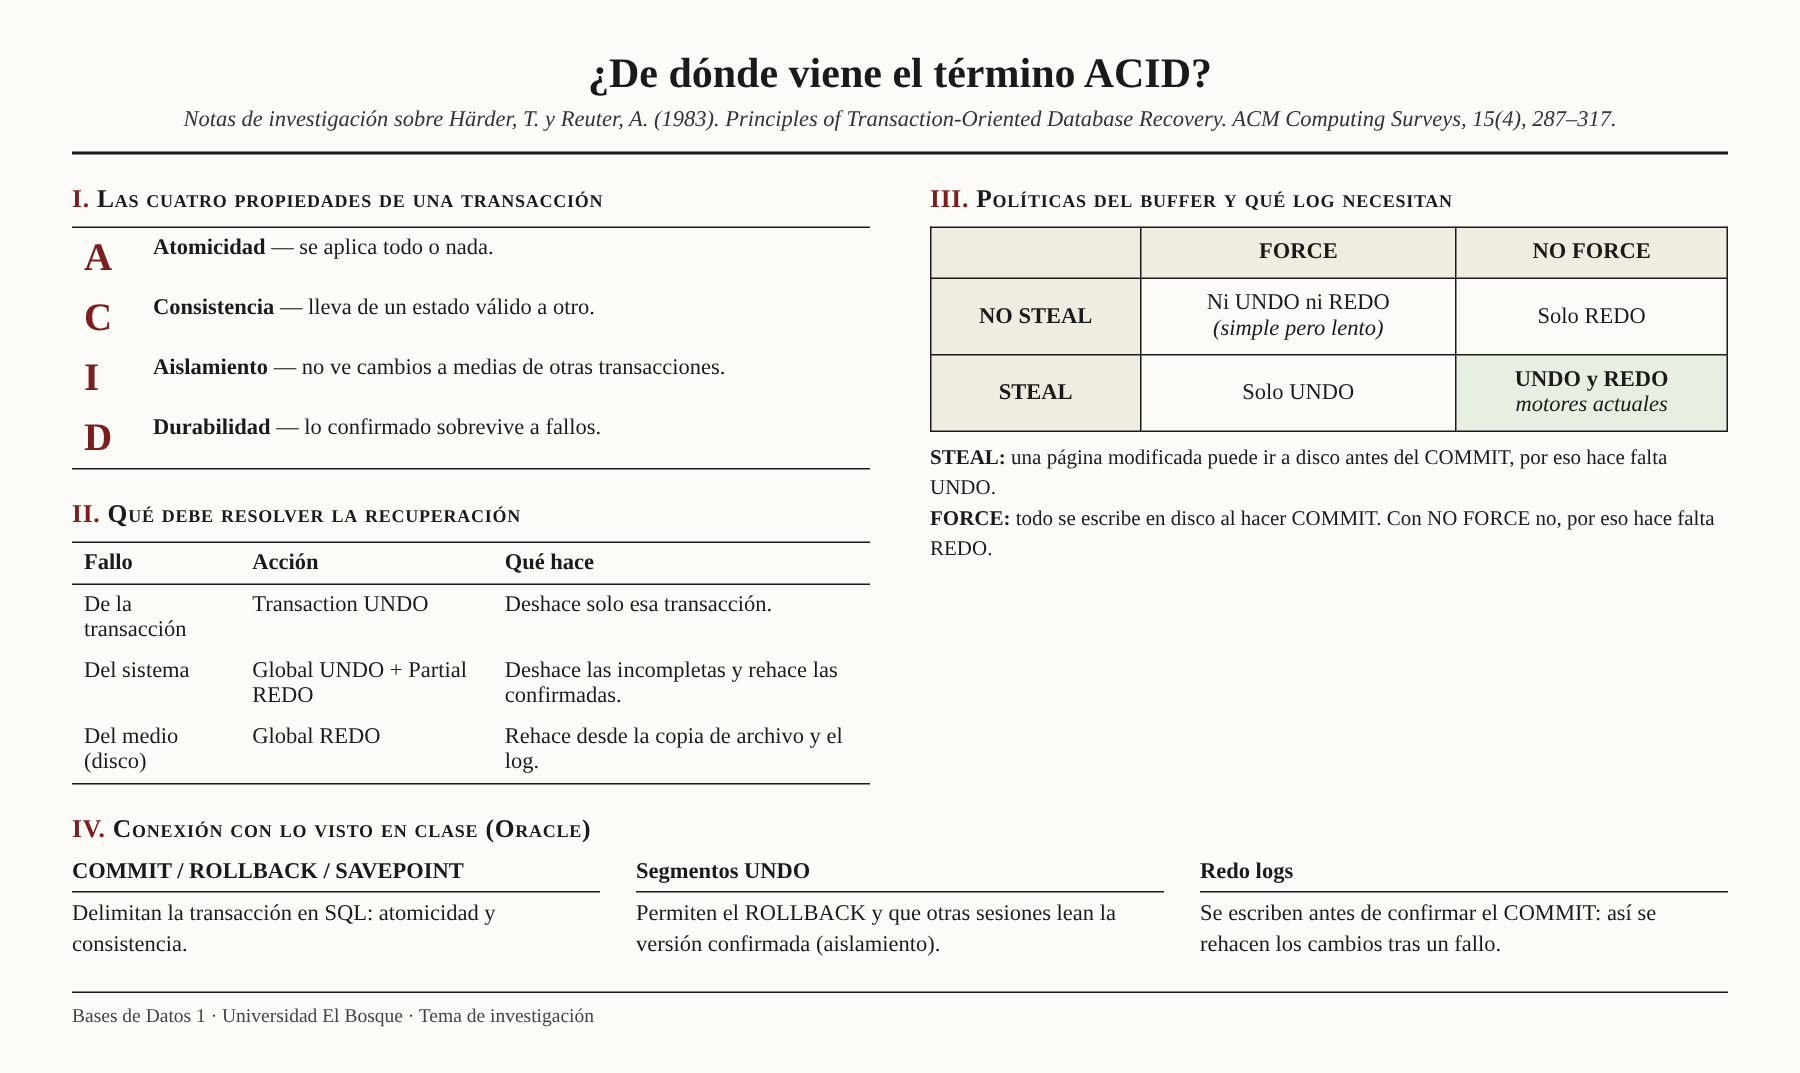 ¿De dónde viene el término ACID?
Notas de investigación sobre Härder, T. y Reuter, A. (1983). Principles of Transaction-Oriented Database Recovery. ACM Computing Surveys, 15(4), 287–317.
I. Las cuatro propiedades de una transacción
A Atomicidad — se aplica todo o nada.
C Consistencia — lleva de un estado válido a otro.
I Aislamiento — no ve cambios a medias de otras transacciones.
D Durabilidad — lo confirmado sobrevive a fallos.
II. Qué debe resolver la recuperación
Fallo Acción Qué hace
De la Transaction UNDO Deshace solo esa transacción.
transacción
Del sistema Global UNDO + Partial Deshace las incompletas y rehace las
REDO confirmadas.
Del medio Global REDO Rehace desde la copia de archivo y el
(disco) log.
III. Políticas del buffer y qué log necesitan
FORCE NO FORCE
NO STEAL Ni UNDO ni REDO Solo REDO
(simple pero lento)
STEAL Solo UNDO UNDO y REDO
motores actuales
STEAL: una página modificada puede ir a disco antes del COMMIT, por eso hace falta
UNDO.
FORCE: todo se escribe en disco al hacer COMMIT. Con NO FORCE no, por eso hace falta
REDO.
IV. Conexión con lo visto en clase (Oracle)
COMMIT / ROLLBACK / SAVEPOINT
Delimitan la transacción en SQL: atomicidad y
consistencia.
Segmentos UNDO
Permiten el ROLLBACK y que otras sesiones lean la
versión confirmada (aislamiento).
Redo logs
Se escriben antes de confirmar el COMMIT: así se
rehacen los cambios tras un fallo.
Bases de Datos 1 · Universidad El Bosque · Tema de investigación